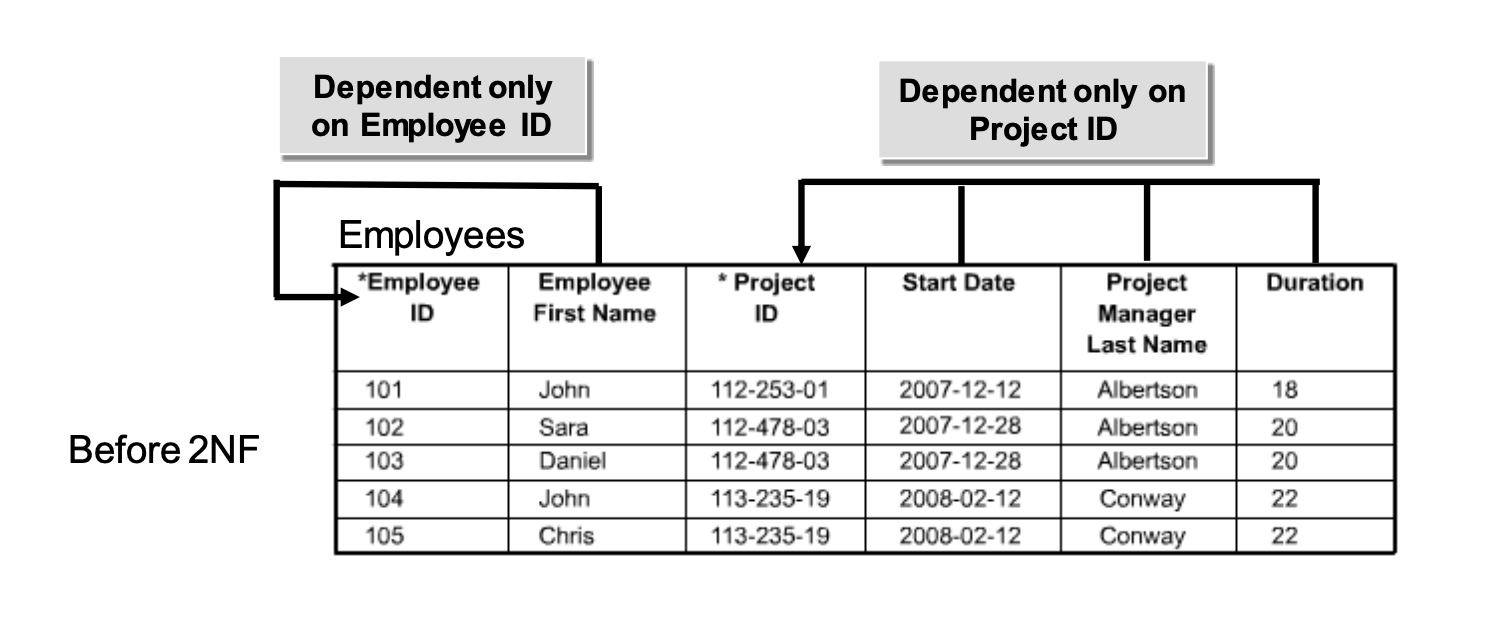 Dependent only
on Employee ID
Dependent only on
Project ID
Employees
*Employee ID Employee First Name * Project ID Start Date Project Manager Last Name Duration
101 John 112-253-01 2007-12-12 Albertson 18
102 Sara 112-478-03 2007-12-28 Albertson 20
Before 2NF
103 Daniel 112-478-03 2007-12-28 Albertson 20
104 John 113-235-19 2008-02-12 Conway 22
105 Chris 113-235-19 2008-02-12 Conway 22